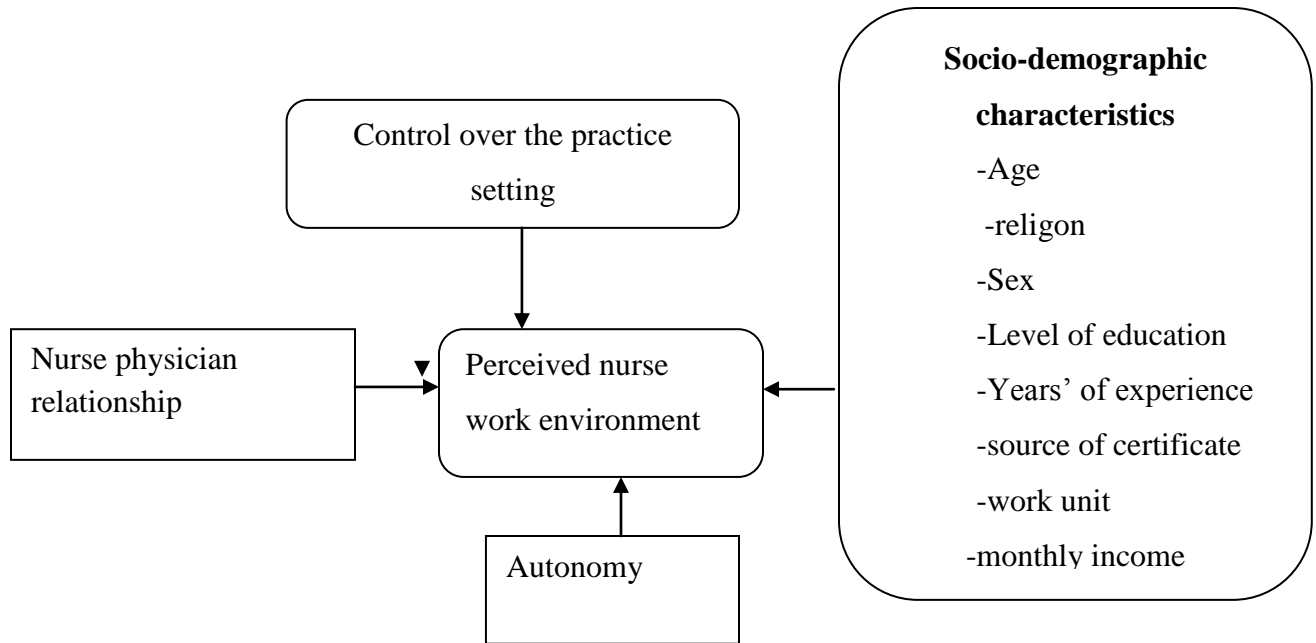 Socio-demographic
characteristics
-Age
-religon
-Sex
-Level of education
-Years’ of experience
-source of certificate
-work unit
-monthly income
Control over the practice
setting
Nurse physician
relationship
Perceived nurse
work environment
Autonomy